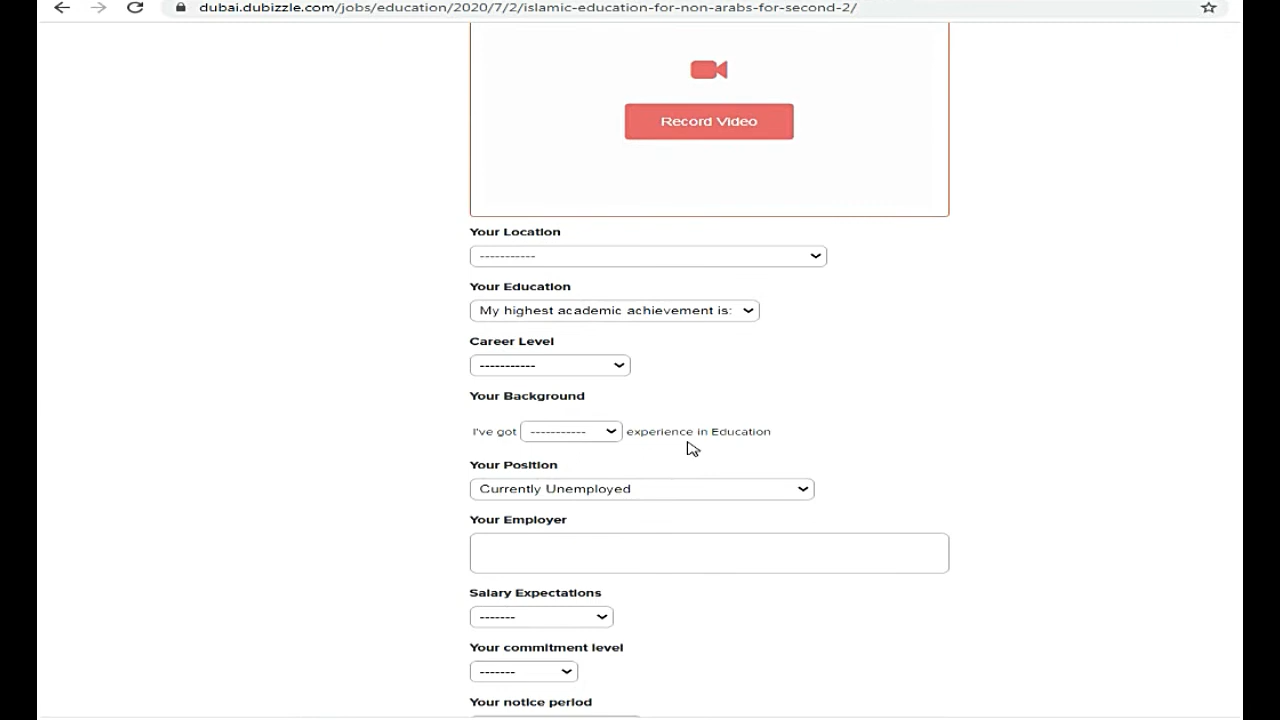 dubai.dubizzle.com/jobs/education/2020/7/2/islamic-education-for-non-arabs-for-second-2/
Record Video
Your Location
-----------
Your Education
My highest academic achievement is:
Career Level
-----------
Your Background
I've got ----------- experience in Education
Your Position
Currently Unemployed
Your Employer
Salary Expectations
-------
Your commitment level
-------
Your notice period